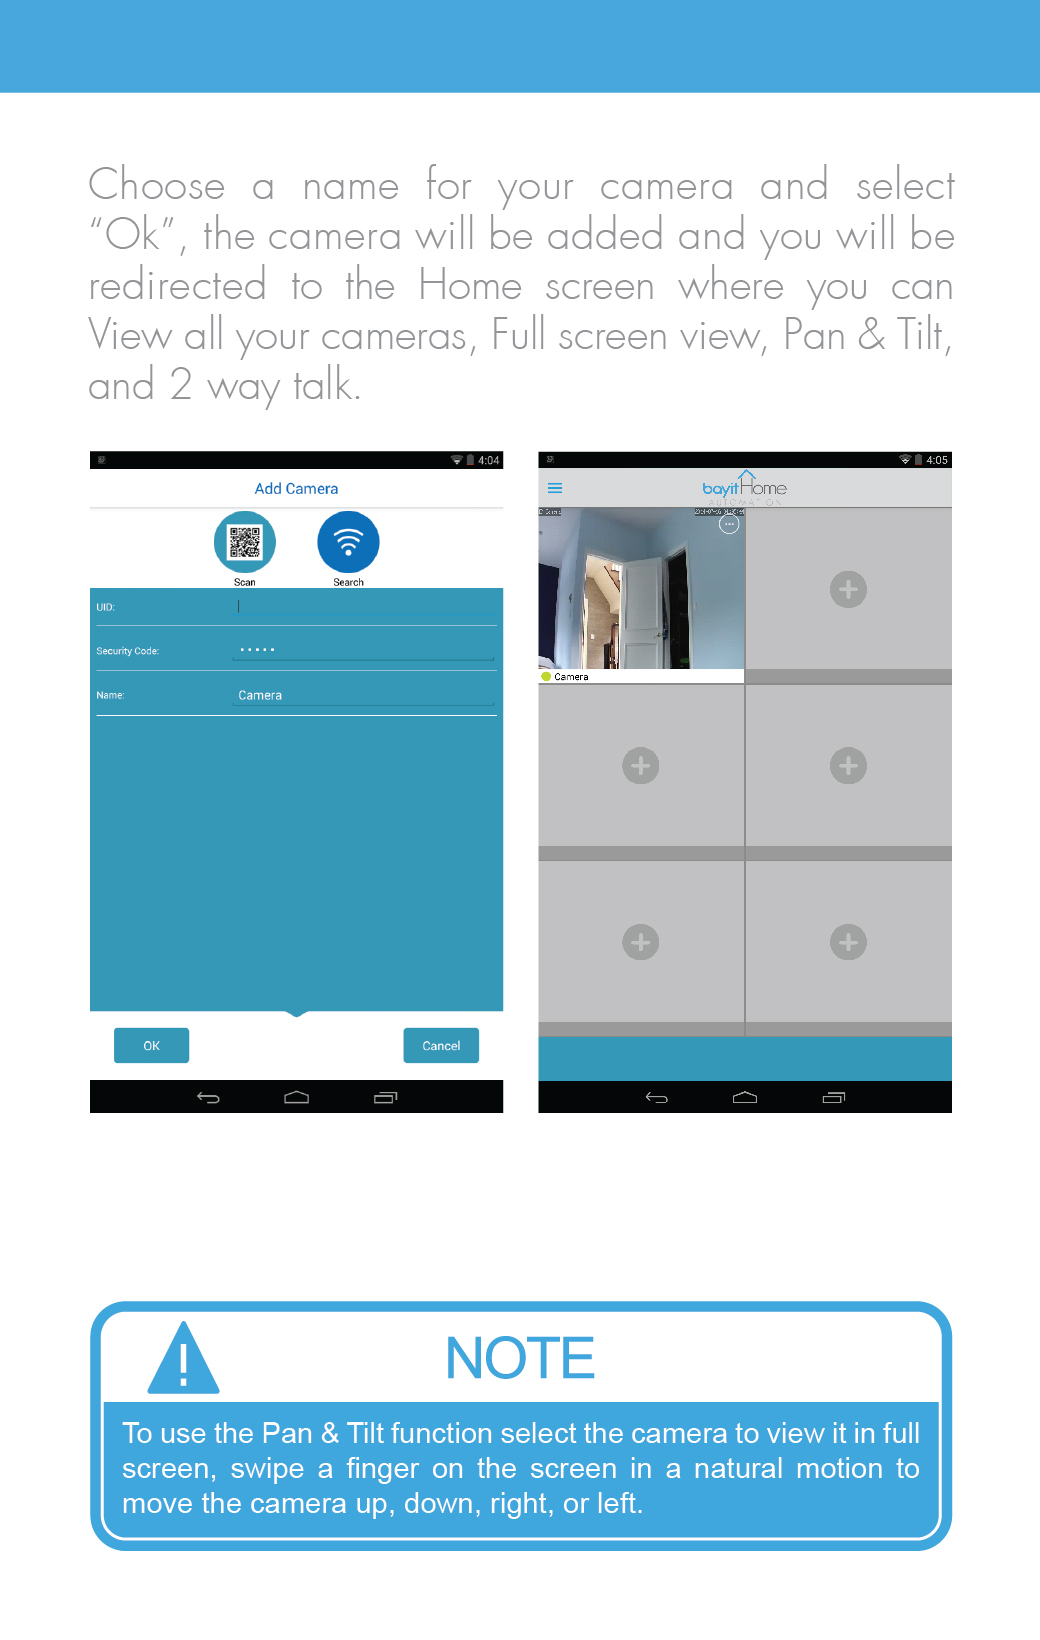 Choose a name for your camera and select
“Ok”, the camera will be added and you will be
redirected to the Home screen where you can
View all your cameras, Full screen view, Pan & Tilt,
and 2 way talk.
4:04
Add Camera
Scan
Search
UID:
Security Code:
•••••
Name:
Camera
OK
Cancel
4:05
bayitHome
AUTOMATION
Camera
NOTE
To use the Pan & Tilt function select the camera to view it in full
screen, swipe a finger on the screen in a natural motion to
move the camera up, down, right, or left.